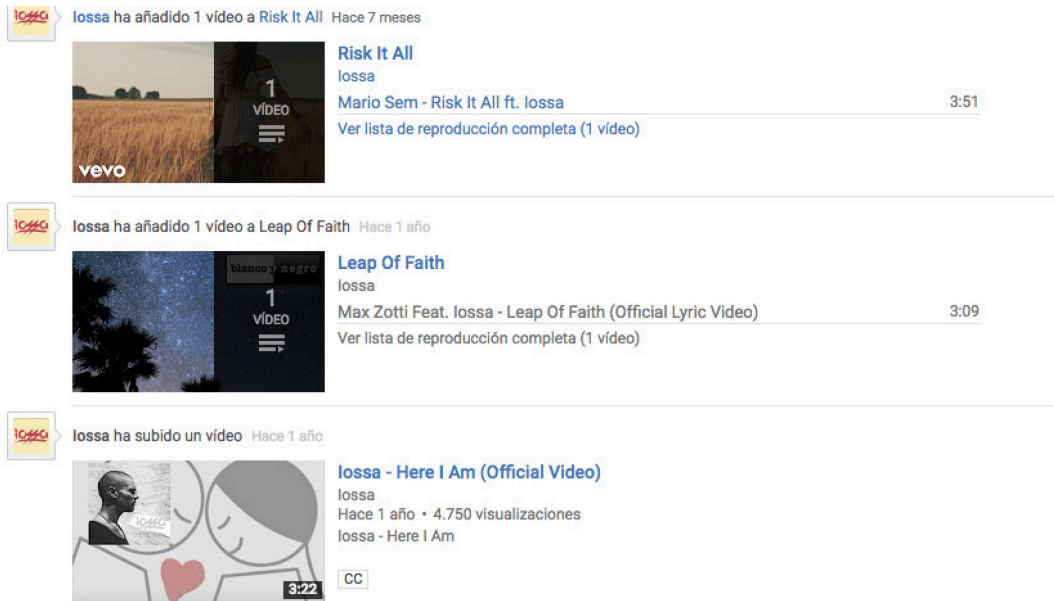 Iossa
Iossa ha añadido 1 vídeo a Risk It All Hace 7 meses
Risk It All
Iossa
Mario Sem - Risk It All ft. Iossa 3:51
Ver lista de reproducción completa (1 vídeo)
1
VÍDEO
vevo
Iossa
Iossa ha añadido 1 vídeo a Leap Of Faith Hace 1 año
Leap Of Faith
Iossa
Max Zotti Feat. Iossa - Leap Of Faith (Official Lyric Video) 3:09
Ver lista de reproducción completa (1 vídeo)
blanco y negro
1
VÍDEO
Iossa
Iossa ha subido un vídeo Hace 1 año
Iossa - Here I Am (Official Video)
Iossa
Hace 1 año • 4.750 visualizaciones
Iossa - Here I Am
CC
Iossa
3:22